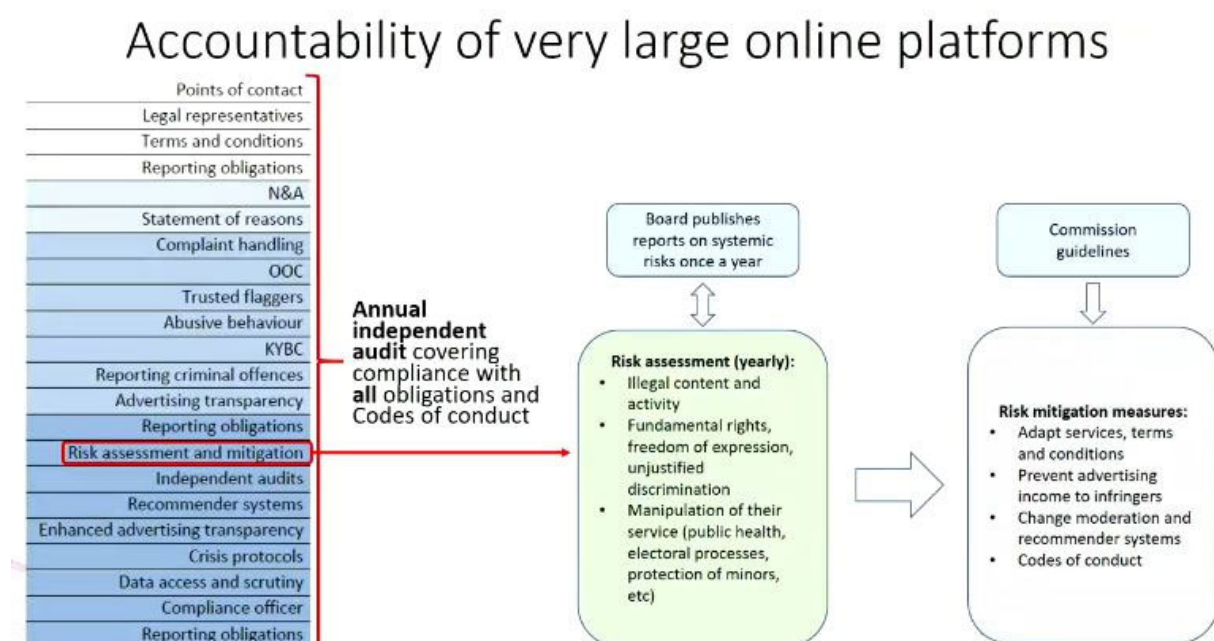 Accountability of very large online platforms
Points of contact
Legal representatives
Terms and conditions
Reporting obligations
N&A
Statement of reasons
Complaint handling
OOC
Trusted flaggers
Abusive behaviour
KYBC
Reporting criminal offences
Advertising transparency
Reporting obligations
Risk assessment and mitigation
Independent audits
Recommender systems
Enhanced advertising transparency
Crisis protocols
Data access and scrutiny
Compliance officer
Reporting obligations
Annual
independent
audit covering
compliance with
all obligations and
Codes of conduct
Board publishes
reports on systemic
risks once a year
Risk assessment (yearly):
• Illegal content and
activity
• Fundamental rights,
freedom of expression,
unjustified
discrimination
• Manipulation of their
service (public health,
electoral processes,
protection of minors,
etc)
Commission
guidelines
Risk mitigation measures:
• Adapt services, terms
and conditions
• Prevent advertising
income to infringers
• Change moderation and
recommender systems
• Codes of conduct